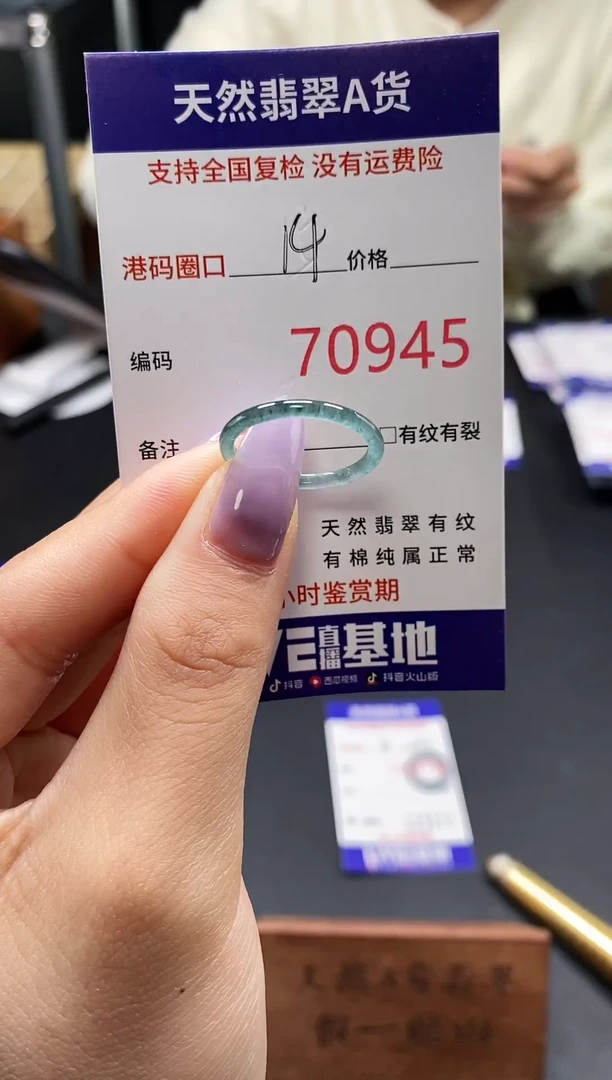 天然翡翠A货
支持全国复检 没有运费险
港码圈口 14 价格
编码 70945
备注 □有纹有裂
天然翡翠有纹
有棉纯属正常
小时鉴赏期
直播基地
抖音 西瓜视频 抖音火山版